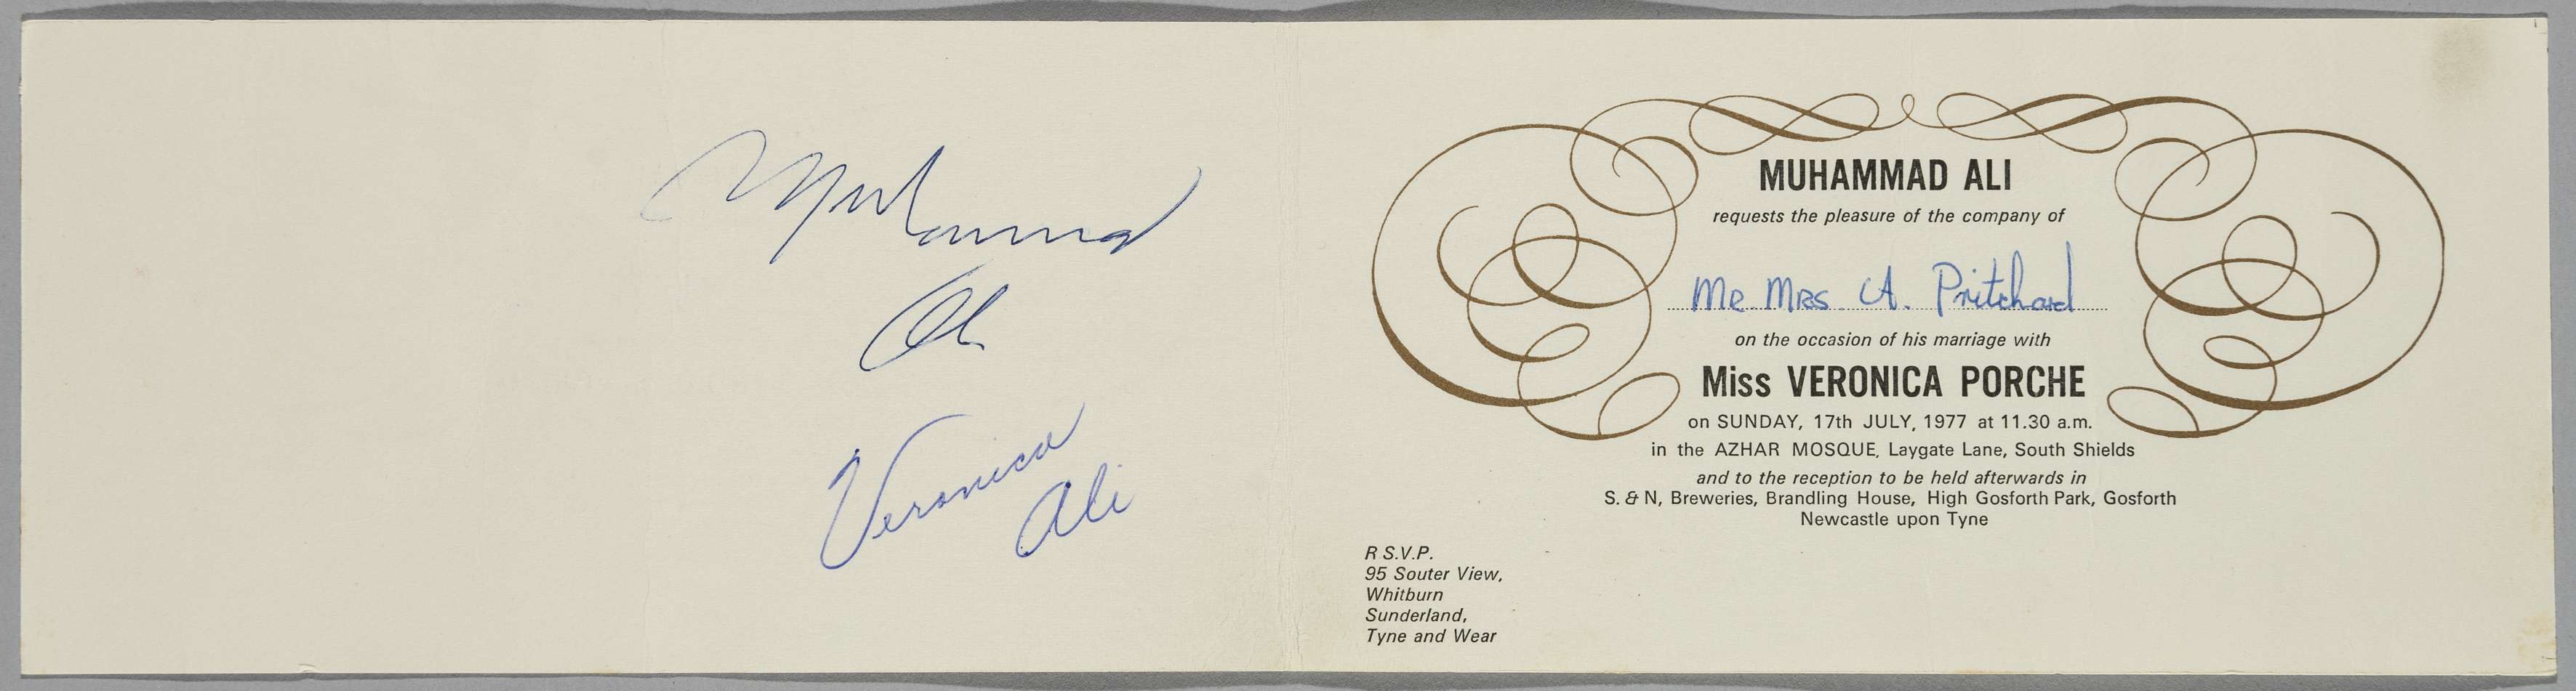 Muhammad
Ali
Veronica
Ali
MUHAMMAD ALI
requests the pleasure of the company of
Mr Mrs. A. Pritchard
on the occasion of his marriage with
Miss VERONICA PORCHE
on SUNDAY, 17th JULY, 1977 at 11.30 a.m.
in the AZHAR MOSQUE, Laygate Lane, South Shields
and to the reception to be held afterwards in
S. & N, Breweries, Brandling House, High Gosforth Park, Gosforth
Newcastle upon Tyne
R S.V.P.
95 Souter View,
Whitburn
Sunderland,
Tyne and Wear